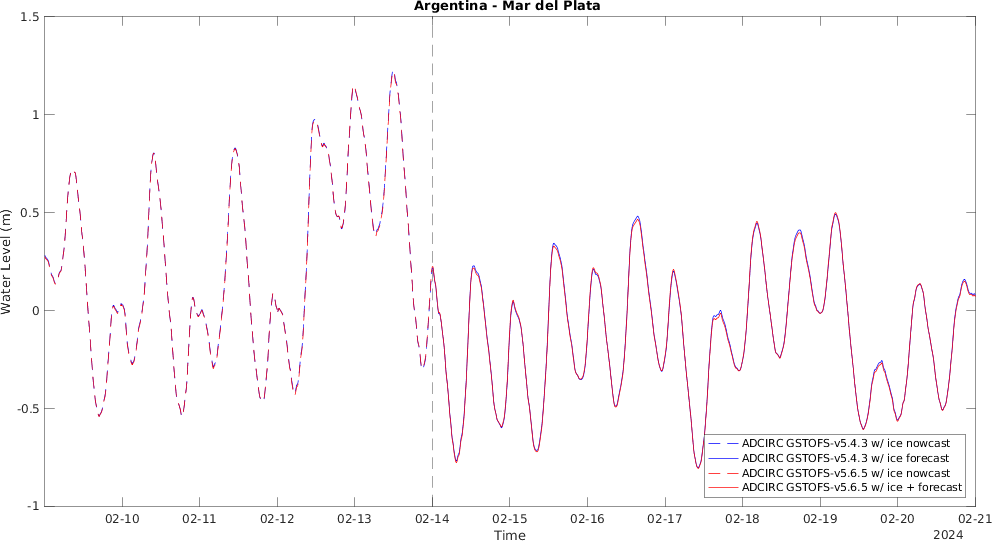 Argentina - Mar del Plata
Water Level (m)
1.5
1
0.5
0
-0.5
-1
ADCIRC GSTOFS-v5.4.3 w/ ice nowcast
ADCIRC GSTOFS-v5.4.3 w/ ice forecast
ADCIRC GSTOFS-v5.6.5 w/ ice nowcast
ADCIRC GSTOFS-v5.6.5 w/ ice + forecast
02-10 02-11 02-12 02-13 02-14 02-15 02-16 02-17 02-18 02-19 02-20 02-21
Time
2024